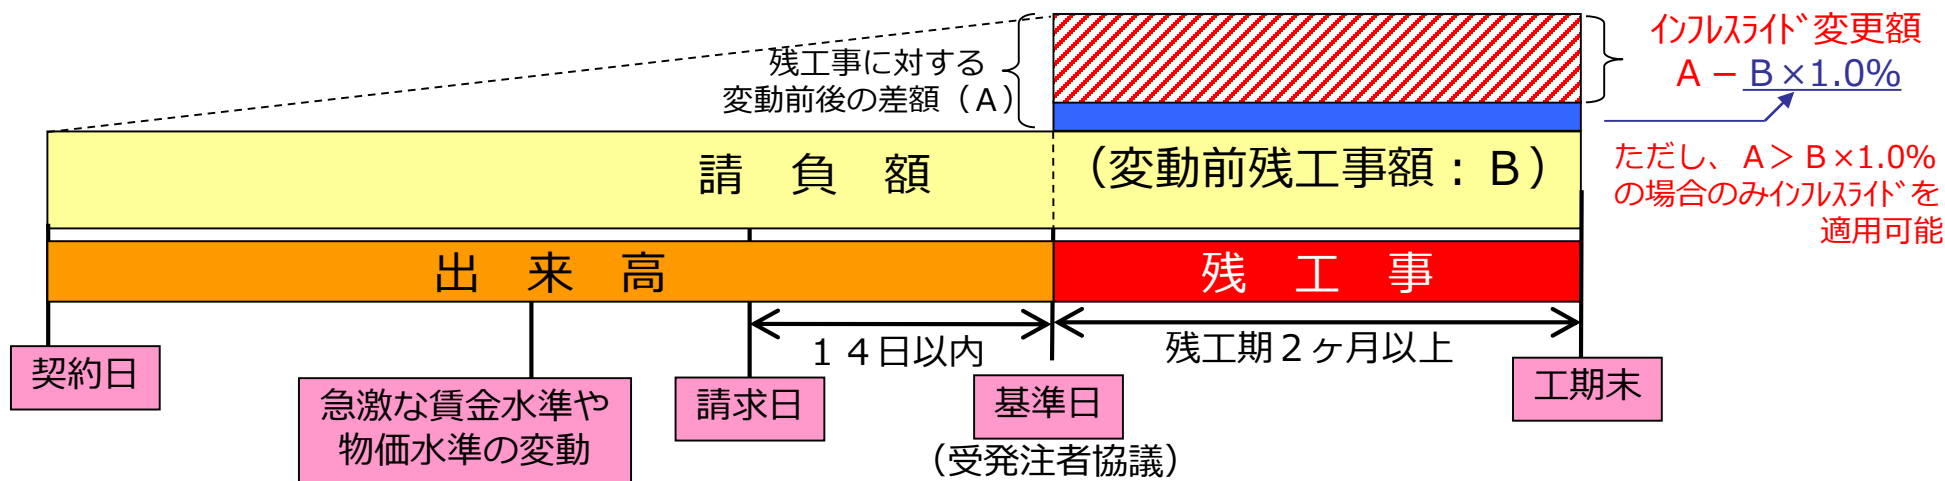 残工事に対する
変動前後の差額（A）
インフレスライド変更額
A－B×1.0%
請　負　額
（変動前残工事額：B）
ただし、A＞B×1.0%
の場合のみインフレスライドを
適用可能
出　来　高
残　工　事
１４日以内
残工期２ヶ月以上
契約日
急激な賃金水準や
物価水準の変動
請求日
基準日
（受発注者協議）
工期末